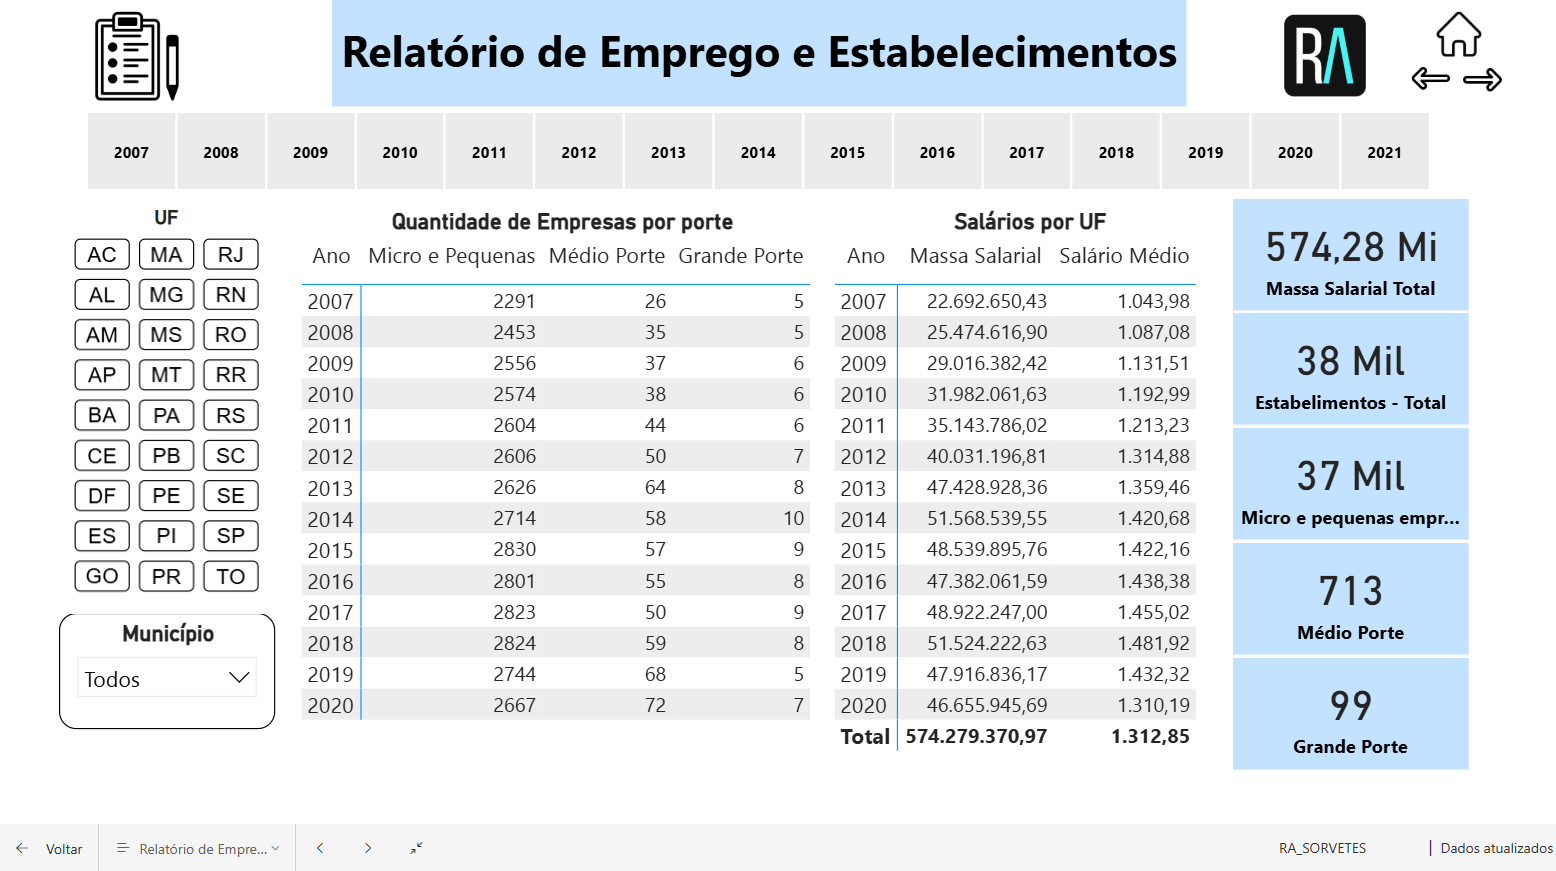 Relatório de Emprego e Estabelecimentos
RA
2007 2008 2009 2010 2011 2012 2013 2014 2015 2016 2017 2018 2019 2020 2021
UF
AC MA RJ
AL MG RN
AM MS RO
AP MT RR
BA PA RS
CE PB SC
DF PE SE
ES PI SP
GO PR TO
Município
Todos
Quantidade de Empresas por porte
Ano Micro e Pequenas Médio Porte Grande Porte
2007 2291 26 5
2008 2453 35 5
2009 2556 37 6
2010 2574 38 6
2011 2604 44 6
2012 2606 50 7
2013 2626 64 8
2014 2714 58 10
2015 2830 57 9
2016 2801 55 8
2017 2823 50 9
2018 2824 59 8
2019 2744 68 5
2020 2667 72 7
Salários por UF
Ano Massa Salarial Salário Médio
2007 22.692.650,43 1.043,98
2008 25.474.616,90 1.087,08
2009 29.016.382,42 1.131,51
2010 31.982.061,63 1.192,99
2011 35.143.786,02 1.213,23
2012 40.031.196,81 1.314,88
2013 47.428.928,36 1.359,46
2014 51.568.539,55 1.420,68
2015 48.539.895,76 1.422,16
2016 47.382.061,59 1.438,38
2017 48.922.247,00 1.455,02
2018 51.524.222,63 1.481,92
2019 47.916.836,17 1.432,32
2020 46.655.945,69 1.310,19
Total 574.279.370,97 1.312,85
574,28 Mi
Massa Salarial Total
38 Mil
Estabelimentos - Total
37 Mil
Micro e pequenas empr...
713
Médio Porte
99
Grande Porte
Voltar
Relatório de Empre...
RA_SORVETES
Dados atualizados